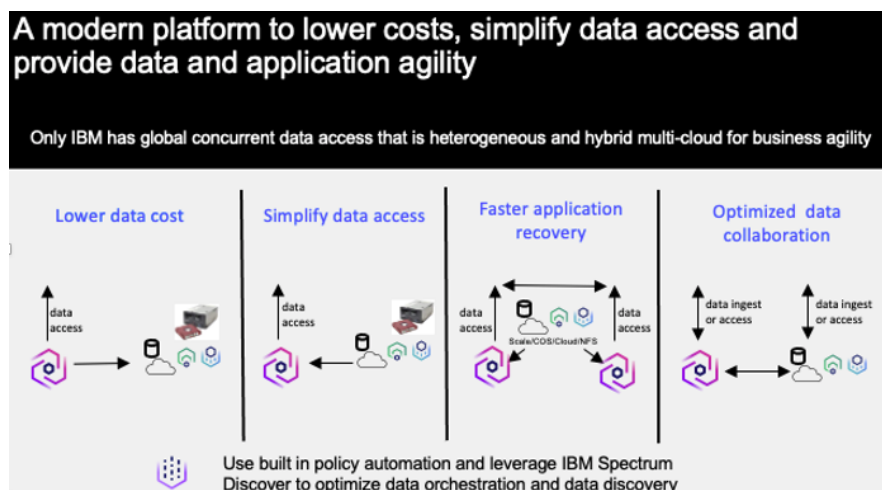 A modern platform to lower costs, simplify data access and
provide data and application agility
Only IBM has global concurrent data access that is heterogeneous and hybrid multi-cloud for business agility
Lower data cost
data
access
Simplify data access
data
access
Faster application
recovery
data
access
Scale/COS/Cloud/NFS
data
access
Optimized data
collaboration
data ingest
or access
data ingest
or access
Use built in policy automation and leverage IBM Spectrum
Discover to optimize data orchestration and data discovery